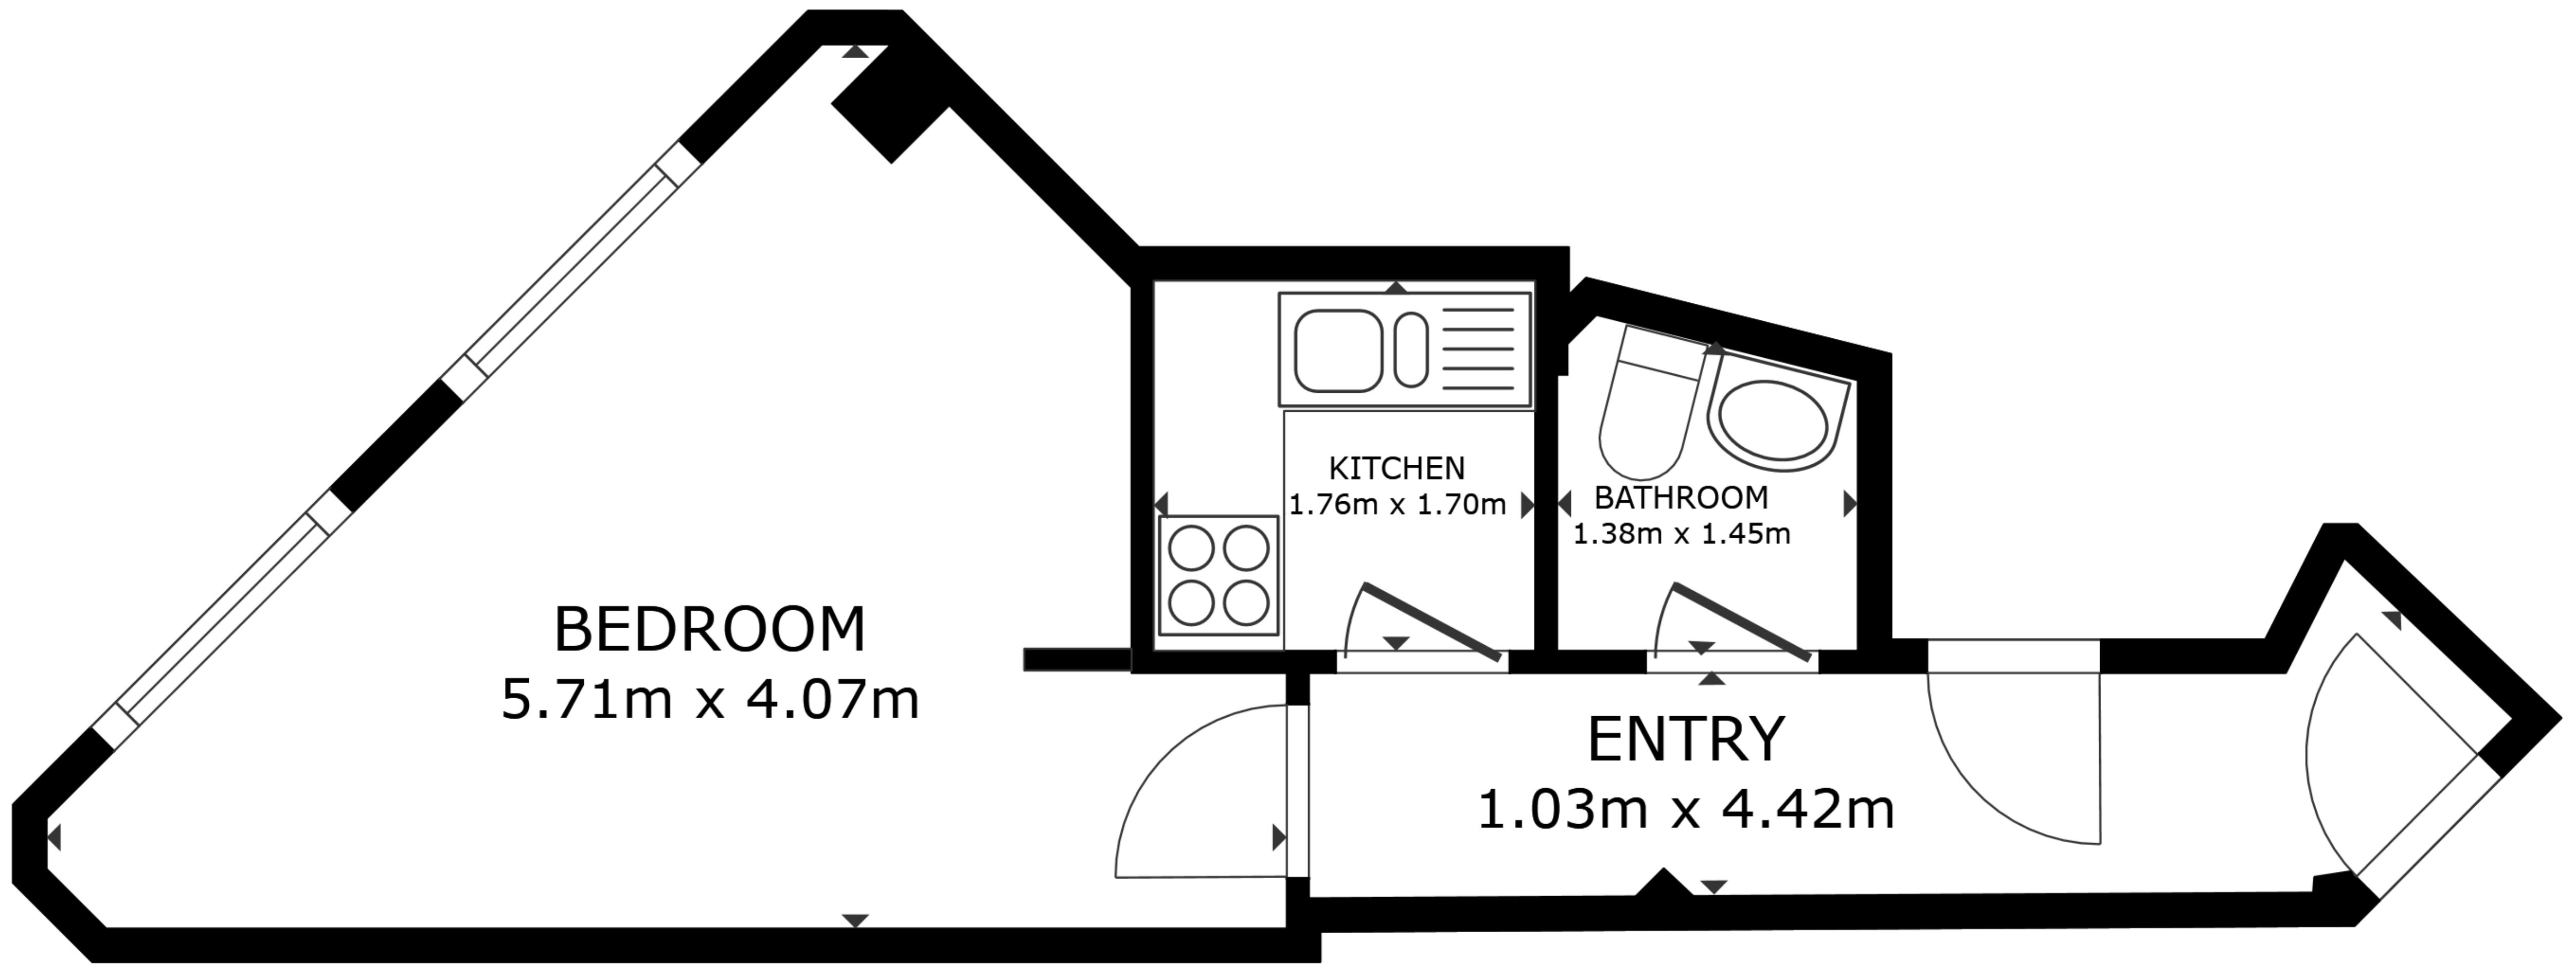 KITCHEN
1.76m x 1.70m
BATHROOM
1.38m x 1.45m
BEDROOM
5.71m x 4.07m
ENTRY
1.03m x 4.42m